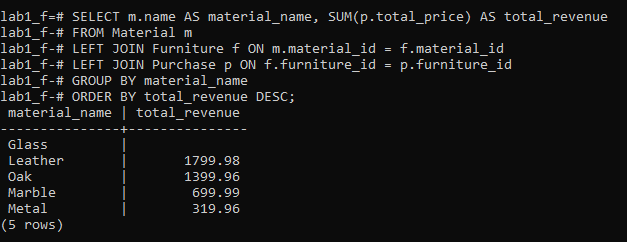 lab1_f=# SELECT m.name AS material_name, SUM(p.total_price) AS total_revenue
lab1_f-# FROM Material m
lab1_f-# LEFT JOIN Furniture f ON m.material_id = f.material_id
lab1_f-# LEFT JOIN Purchase p ON f.furniture_id = p.furniture_id
lab1_f-# GROUP BY material_name
lab1_f-# ORDER BY total_revenue DESC;
 material_name | total_revenue
---------------+---------------
 Glass         |
 Leather       |       1799.98
 Oak           |       1399.96
 Marble        |        699.99
 Metal         |        319.96
(5 rows)